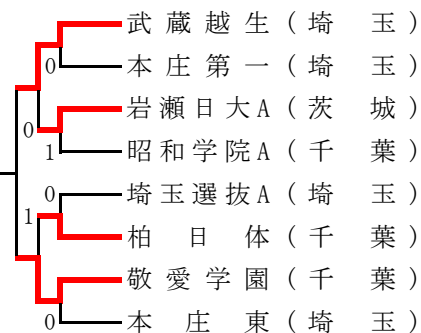 武蔵越生(埼玉)
0
本庄第一(埼玉)
岩瀬日大A(茨城)
0
1
昭和学院A(千葉)
0
埼玉選抜A(埼玉)
1
柏日体(千葉)
敬愛学園(千葉)
0
本庄東(埼玉)